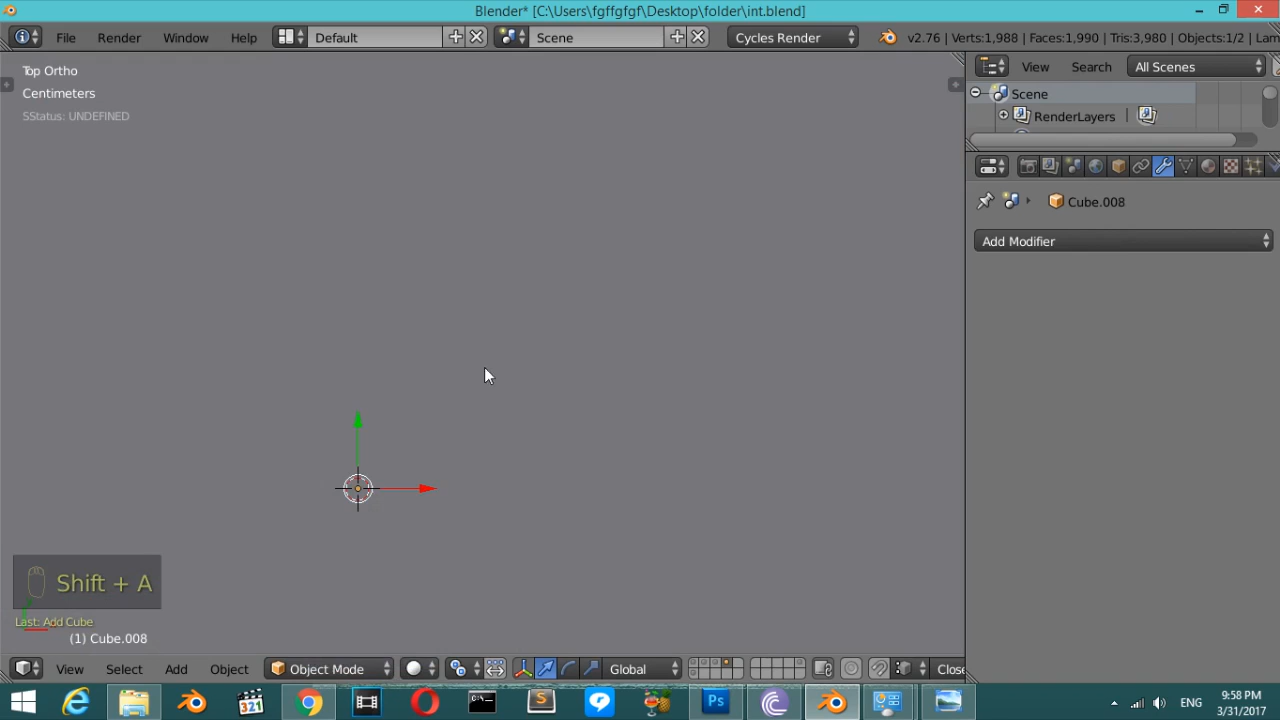 Blender* [C:\Users\fgffgfgf\Desktop\folder\int.blend]
File Render Window Help Default Scene Cycles Render v2.76 | Verts:1,988 | Faces:1,990 | Tris:3,980 | Objects:1/2 | Lam
Top Ortho
Centimeters
SStatus: UNDEFINED
View Search All Scenes
Scene
RenderLayers
Cube.008
Add Modifier
Shift + A
Last: Add Cube
(1) Cube.008
View Select Add Object Object Mode Global Close
321
Ps
ENG
9:58 PM
3/31/2017